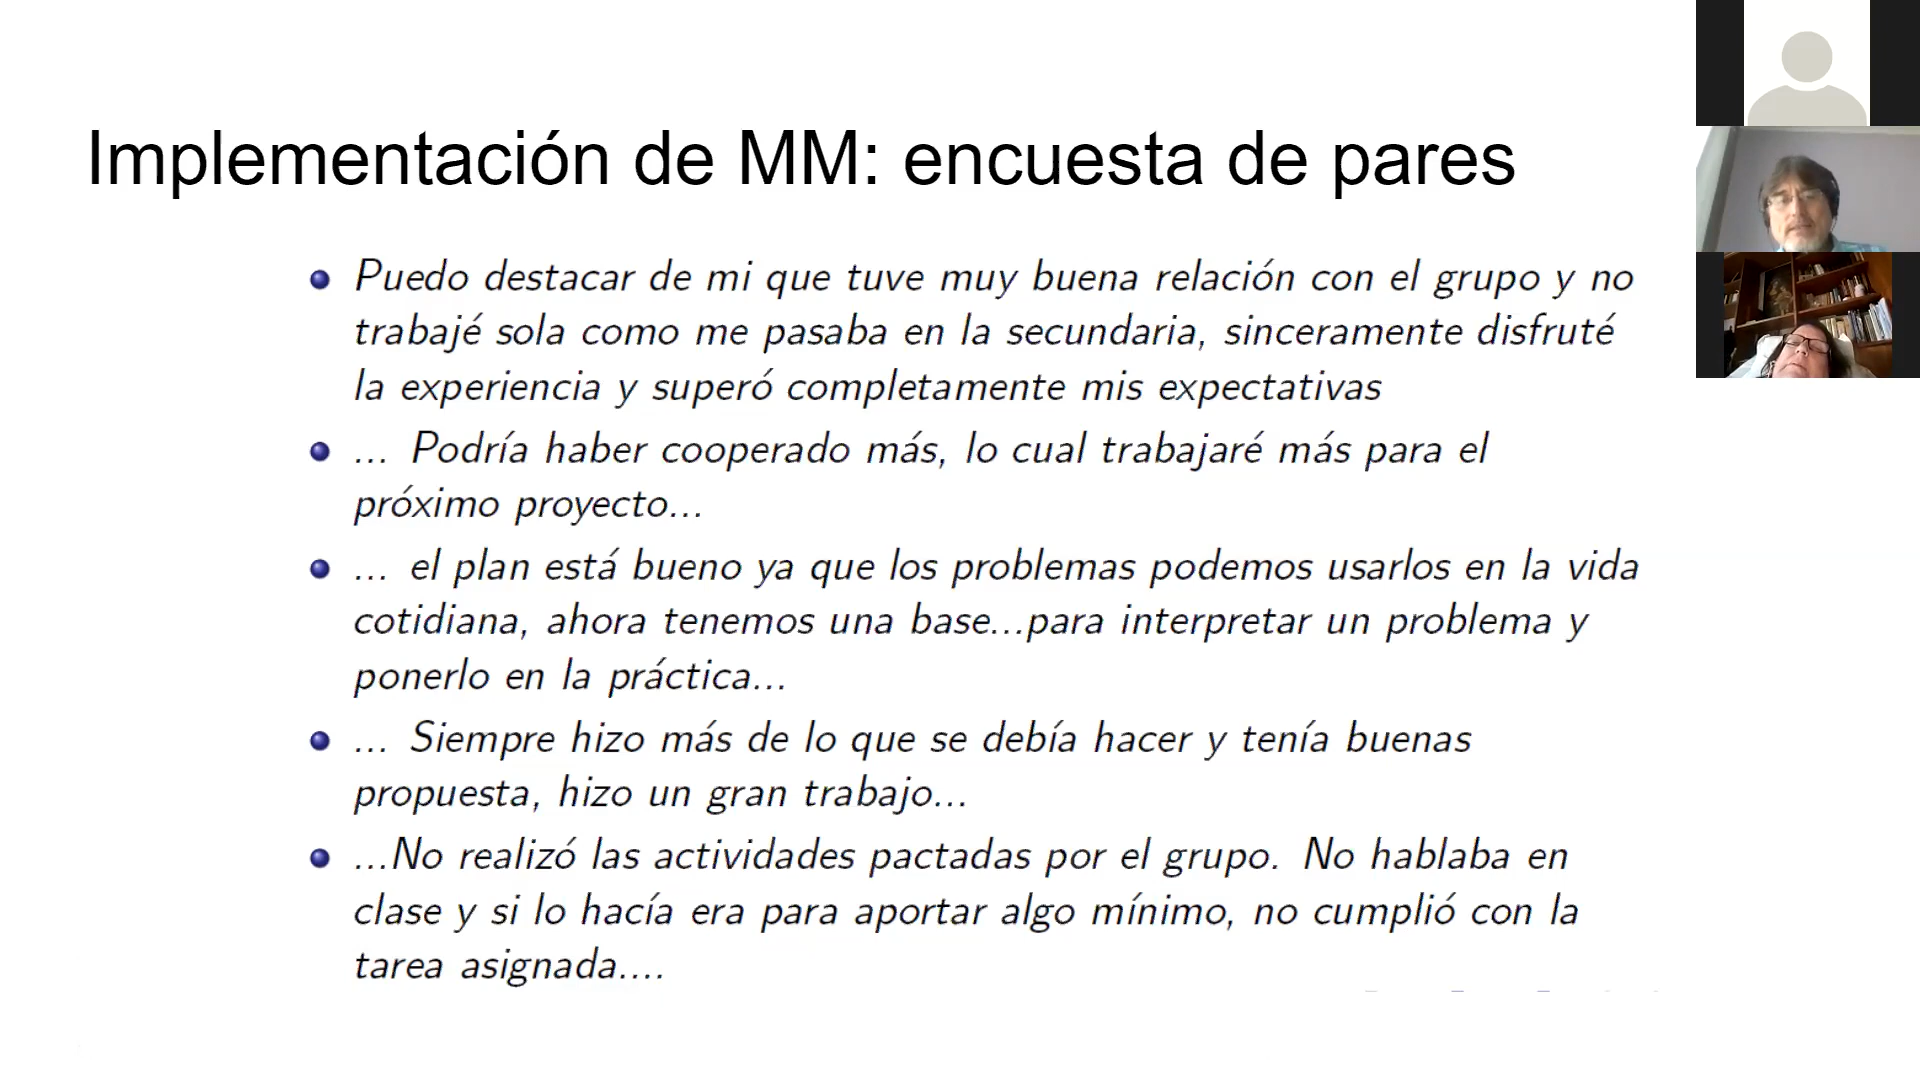 Implementación de MM: encuesta de pares
Puedo destacar de mi que tuve muy buena relación con el grupo y no
trabajé sola como me pasaba en la secundaria, sinceramente disfruté
la experiencia y superó completamente mis expectativas
... Podría haber cooperado más, lo cual trabajaré más para el
próximo proyecto...
... el plan está bueno ya que los problemas podemos usarlos en la vida
cotidiana, ahora tenemos una base...para interpretar un problema y
ponerlo en la práctica...
... Siempre hizo más de lo que se debía hacer y tenía buenas
propuesta, hizo un gran trabajo...
...No realizó las actividades pactadas por el grupo. No hablaba en
clase y si lo hacía era para aportar algo mínimo, no cumplió con la
tarea asignada....